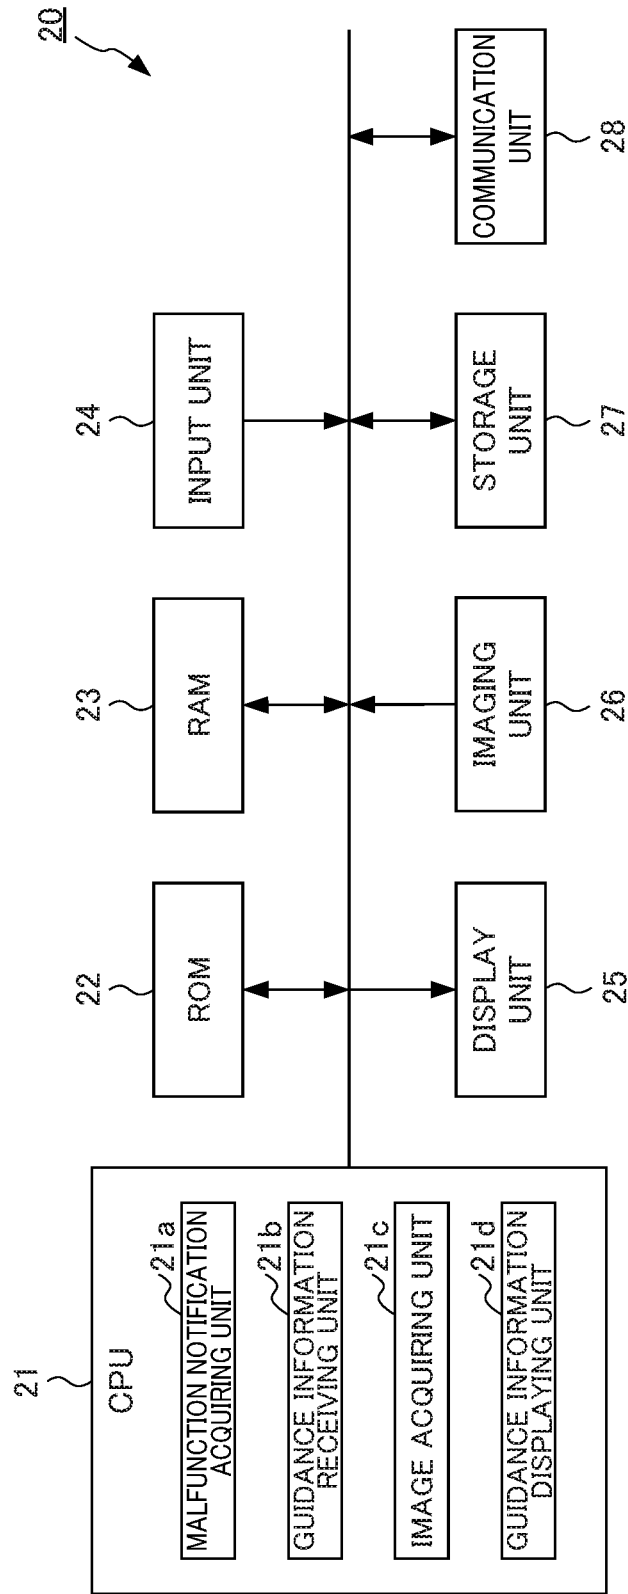 20
21
CPU
21a
MALFUNCTION NOTIFICATION
ACQUIRING UNIT
21b
GUIDANCE INFORMATION
RECEIVING UNIT
21c
IMAGE ACQUIRING UNIT
21d
GUIDANCE INFORMATION
DISPLAYING UNIT
22
ROM
23
RAM
24
INPUT UNIT
DISPLAY
UNIT
25
IMAGING
UNIT
26
STORAGE
UNIT
27
COMMUNICATION
UNIT
28